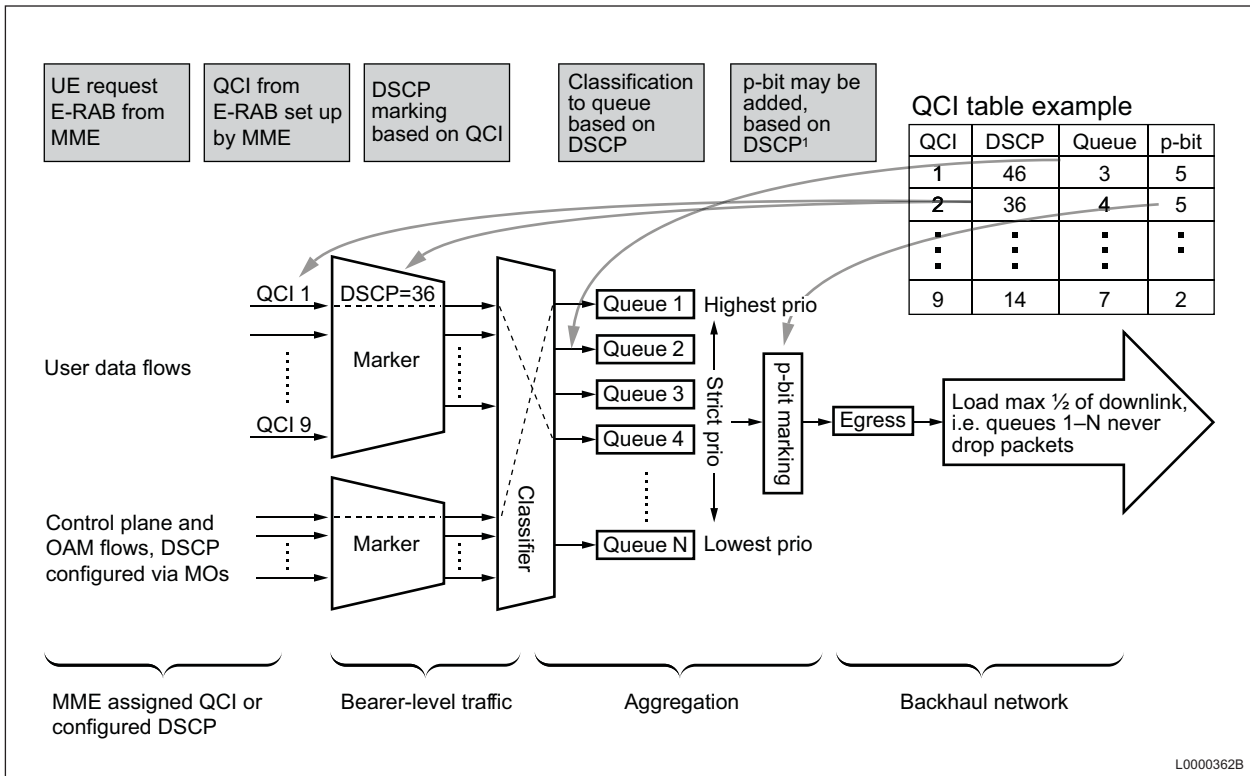 UE request
E-RAB from
MME
QCI from
E-RAB set up
by MME
DSCP
marking
based on QCI
Classification
to queue
based on
DSCP
p-bit may be
added,
based on
DSCP¹
QCI table example
QCI DSCP Queue p-bit
1 46 3 5
2 36 4 5
9 14 7 2
QCI 1
DSCP=36
Marker
User data flows
QCI 9
Queue 1
Highest prio
Queue 2
Queue 3
Queue 4
Strict prio
Queue N
Lowest prio
Classifier
p-bit marking
Egress
Load max ½ of downlink,
i.e. queues 1–N never
drop packets
Control plane and
OAM flows, DSCP
configured via MOs
Marker
MME assigned QCI or
configured DSCP
Bearer-level traffic
Aggregation
Backhaul network
L0000362B